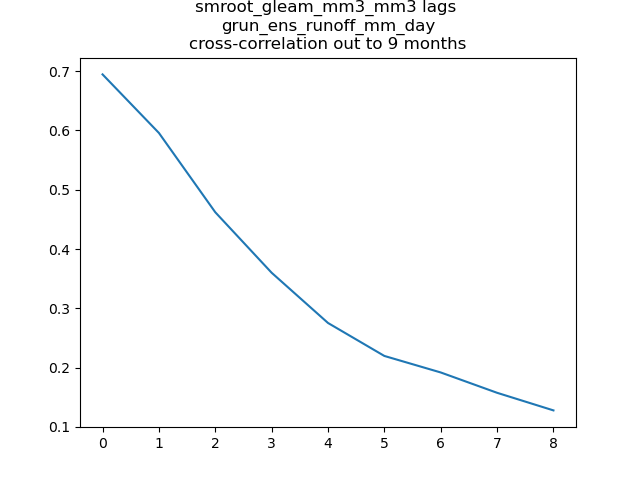 smroot_gleam_mm3_mm3 lags
grun_ens_runoff_mm_day
cross-correlation out to 9 months
0.7
0.6
0.5
0.4
0.3
0.2
0.1
0 1 2 3 4 5 6 7 8